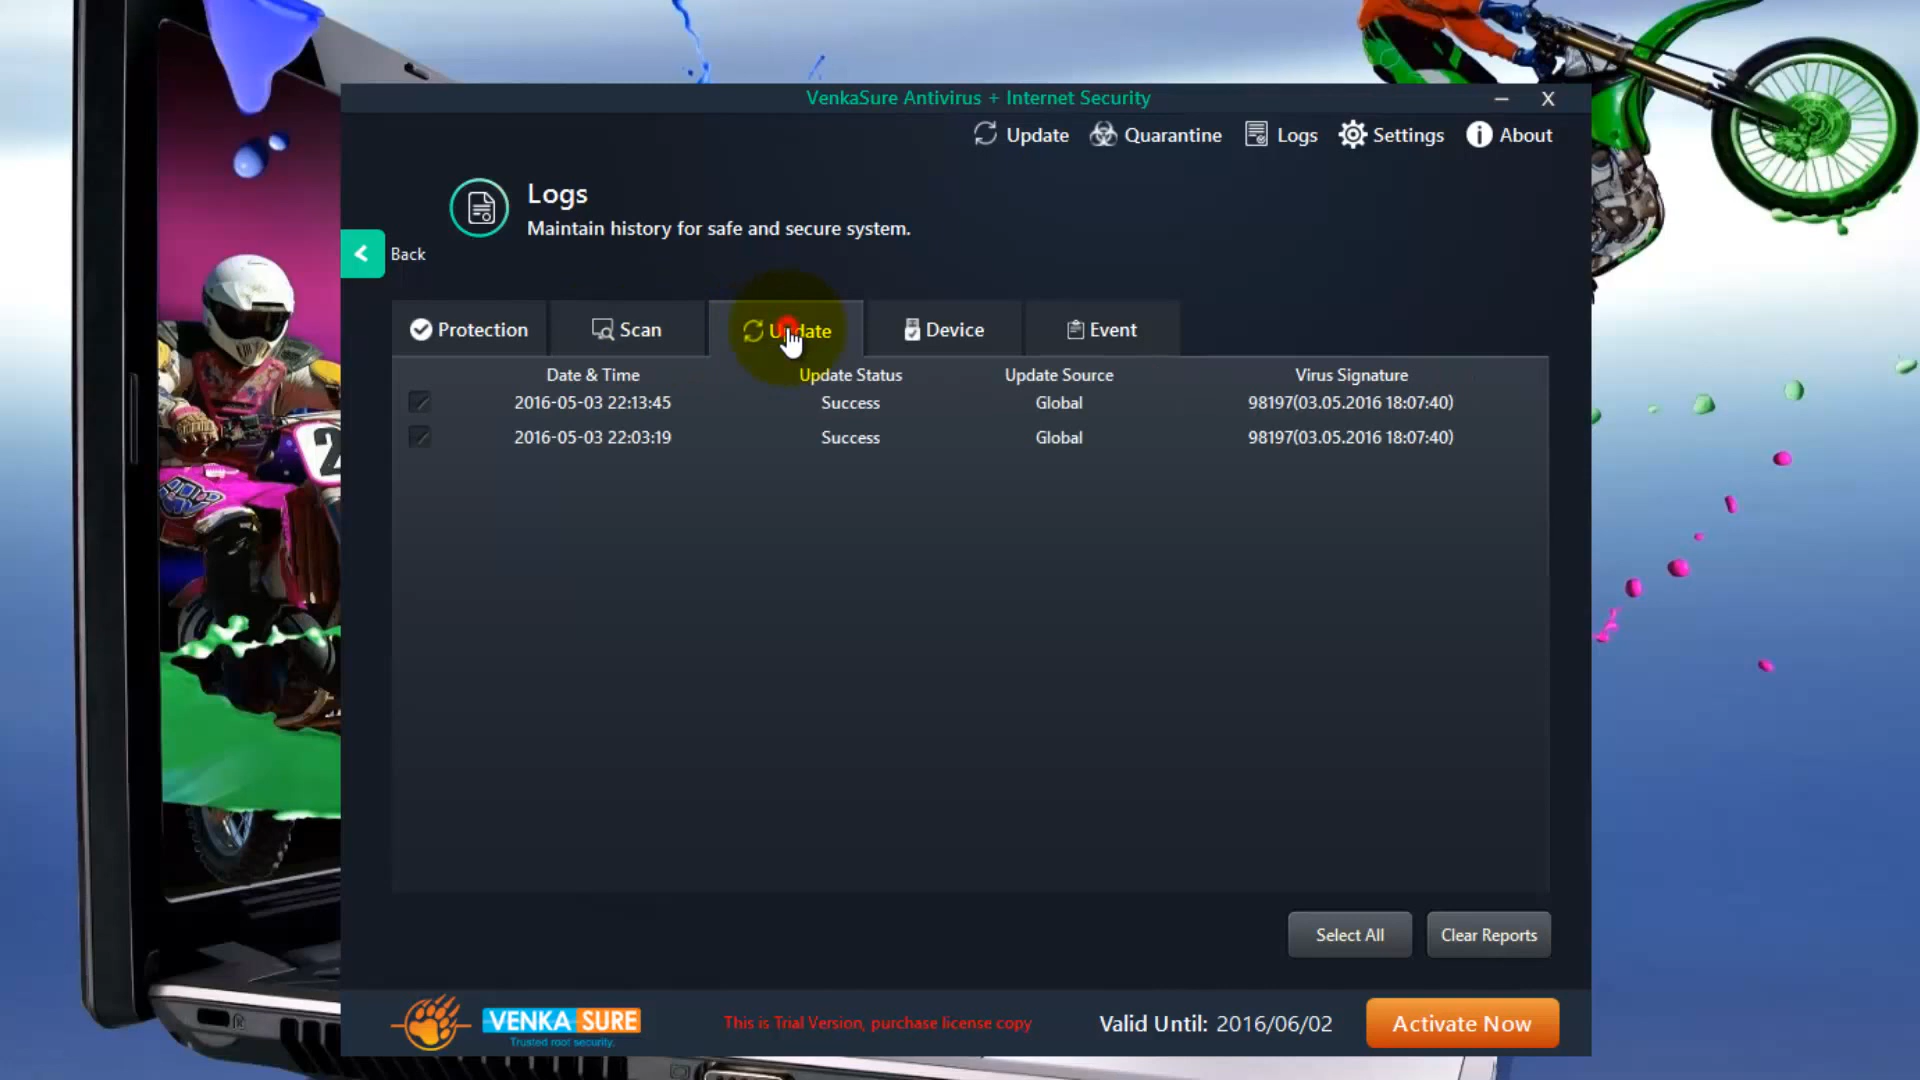 VenkaSure Antivirus + Internet Security
– X
Update Quarantine Logs Settings About
Logs
Maintain history for safe and secure system.
Back
Protection Scan Update Device Event
Date & Time Update Status Update Source Virus Signature
2016-05-03 22:13:45 Success Global 98197(03.05.2016 18:07:40)
2016-05-03 22:03:19 Success Global 98197(03.05.2016 18:07:40)
Select All Clear Reports
VENKA SURE
Trusted root security.
This is Trial Version, purchase license copy
Valid Until: 2016/06/02
Activate Now
2